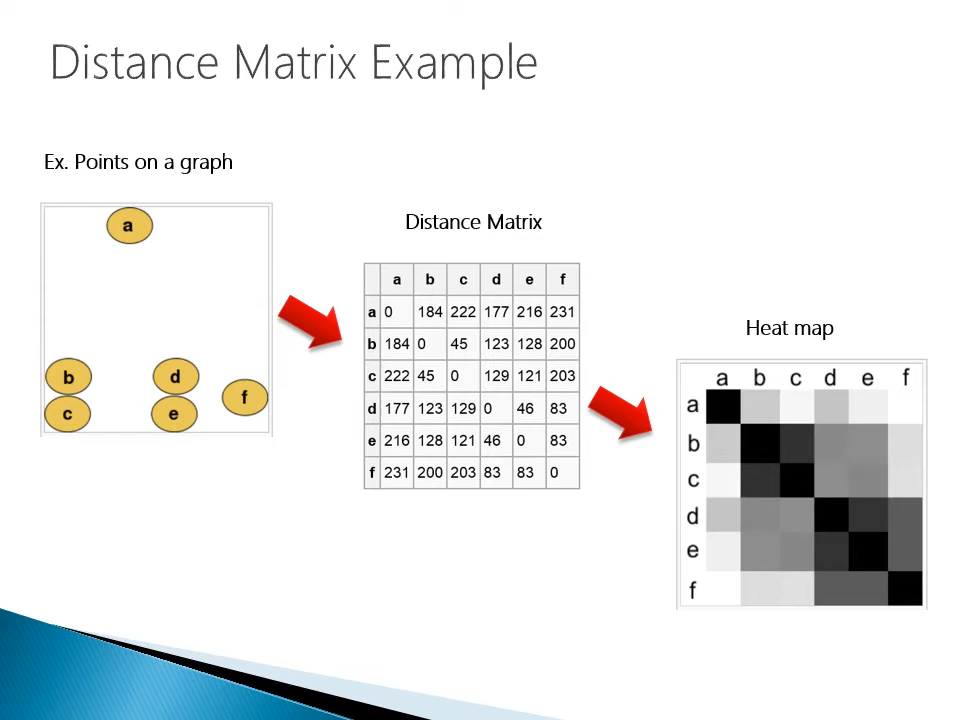 Distance Matrix Example
Ex. Points on a graph
a
b
d
f
c
e
Distance Matrix
a b c d e f
a 0 184 222 177 216 231
b 184 0 45 123 128 200
c 222 45 0 129 121 203
d 177 123 129 0 46 83
e 216 128 121 46 0 83
f 231 200 203 83 83 0
Heat map
a b c d e f
a
b
c
d
e
f